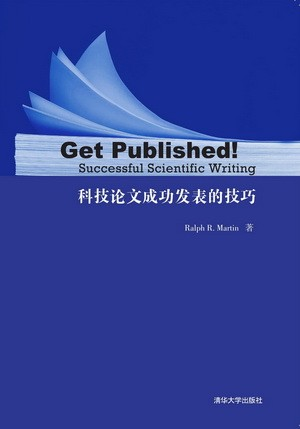 Get Published!
Successful Scientific Writing
科技论文成功发表的技巧
Ralph R. Martin 著
清华大学出版社